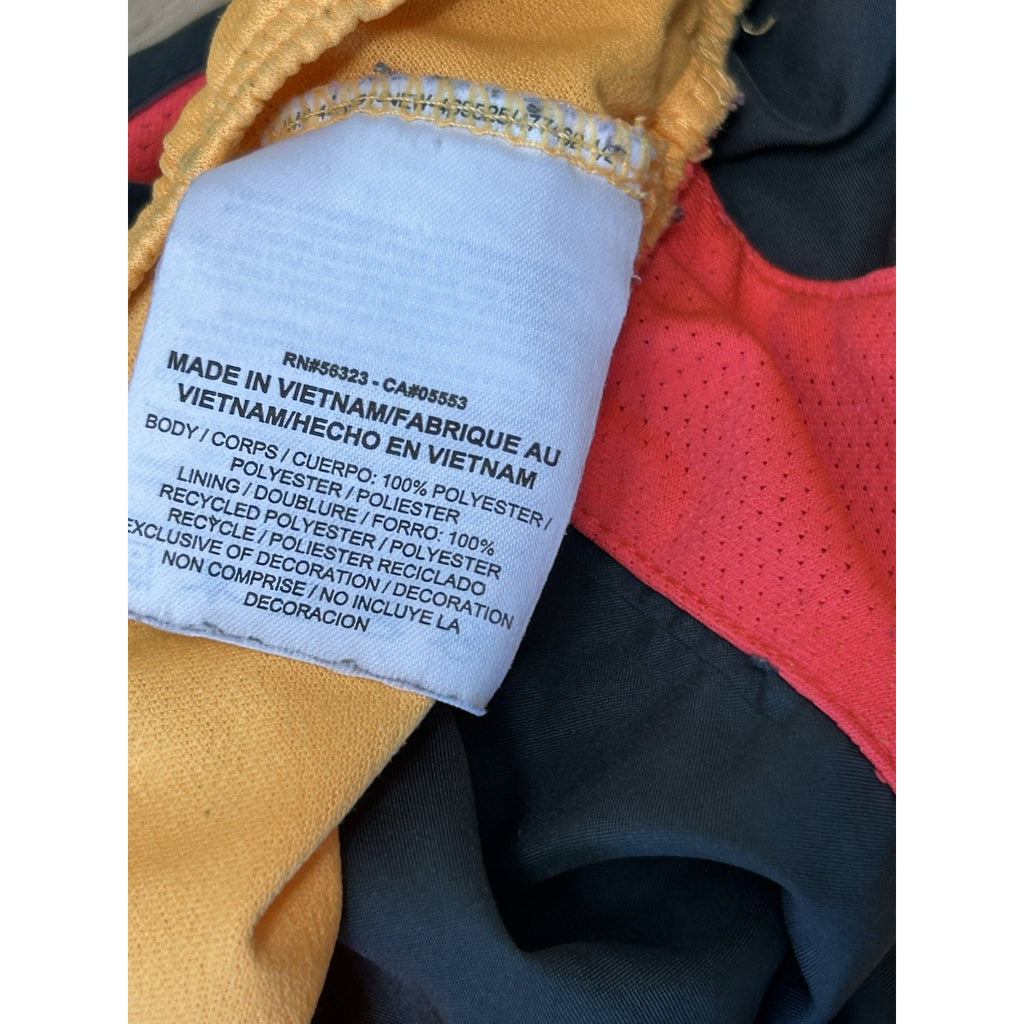 RN#56323 - CA#05553
MADE IN VIETNAM/FABRIQUE AU
VIETNAM/HECHO EN VIETNAM
BODY / CORPS / CUERPO: 100% POLYESTER /
POLYESTER / POLIESTER
LINING / DOUBLURE / FORRO: 100%
RECYCLED POLYESTER / POLYESTER
RECYCLE / POLIESTER RECICLADO
EXCLUSIVE OF DECORATION / DECORATION
NON COMPRISE / NO INCLUYE LA
DECORACION